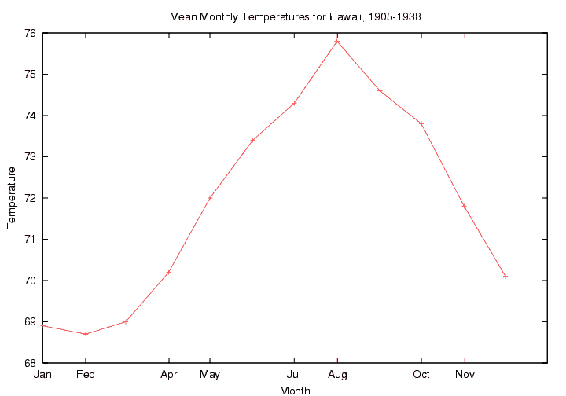 Mean Monthly Temperatures for Hawaii, 1905-1938
76
75
74
73
72
71
70
69
68
Temperature
Jan Feb Apr May Jul Aug Oct Nov
Month